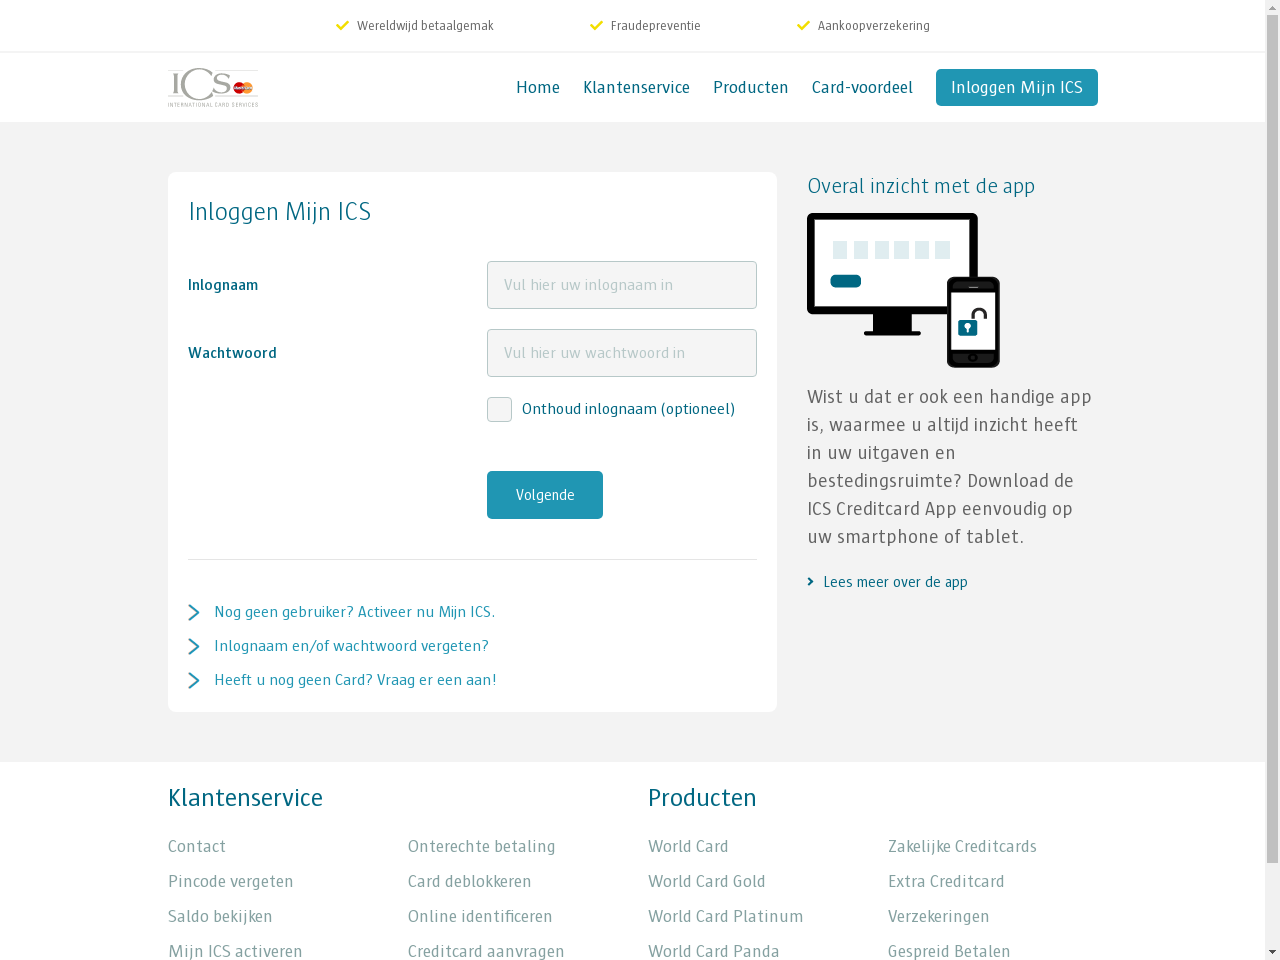 Wereldwijd betaalgemak
Fraudepreventie
Aankoopverzekering
ICS
INTERNATIONAL CARD SERVICES
Home
Klantenservice
Producten
Card-voordeel
Inloggen Mijn ICS
Inloggen Mijn ICS
Inlognaam
Vul hier uw inlognaam in
Wachtwoord
Vul hier uw wachtwoord in
Onthoud inlognaam (optioneel)
Volgende
Nog geen gebruiker? Activeer nu Mijn ICS.
Inlognaam en/of wachtwoord vergeten?
Heeft u nog geen Card? Vraag er een aan!
Overal inzicht met de app
Wist u dat er ook een handige app
is, waarmee u altijd inzicht heeft
in uw uitgaven en
bestedingsruimte? Download de
ICS Creditcard App eenvoudig op
uw smartphone of tablet.
Lees meer over de app
Klantenservice
Contact
Pincode vergeten
Saldo bekijken
Mijn ICS activeren
Onterechte betaling
Card deblokkeren
Online identificeren
Creditcard aanvragen
Producten
World Card
World Card Gold
World Card Platinum
World Card Panda
Zakelijke Creditcards
Extra Creditcard
Verzekeringen
Gespreid Betalen